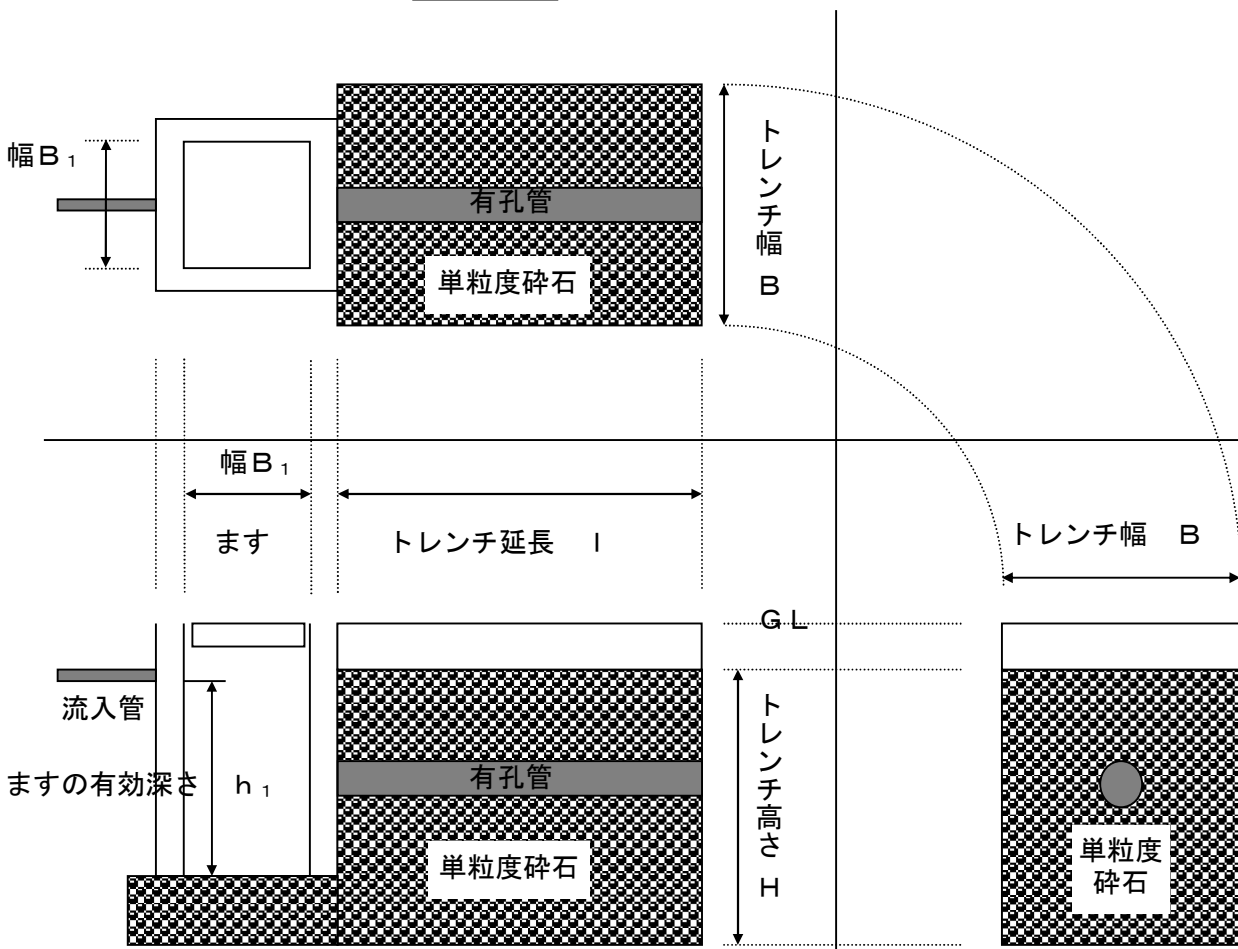 幅B₁
有孔管
単粒度砕石
トレンチ幅 B
幅B₁
ます
トレンチ延長 l
トレンチ幅 B
GL
流入管
ますの有効深さ h₁
有孔管
単粒度砕石
トレンチ高さ H
単粒度
砕石